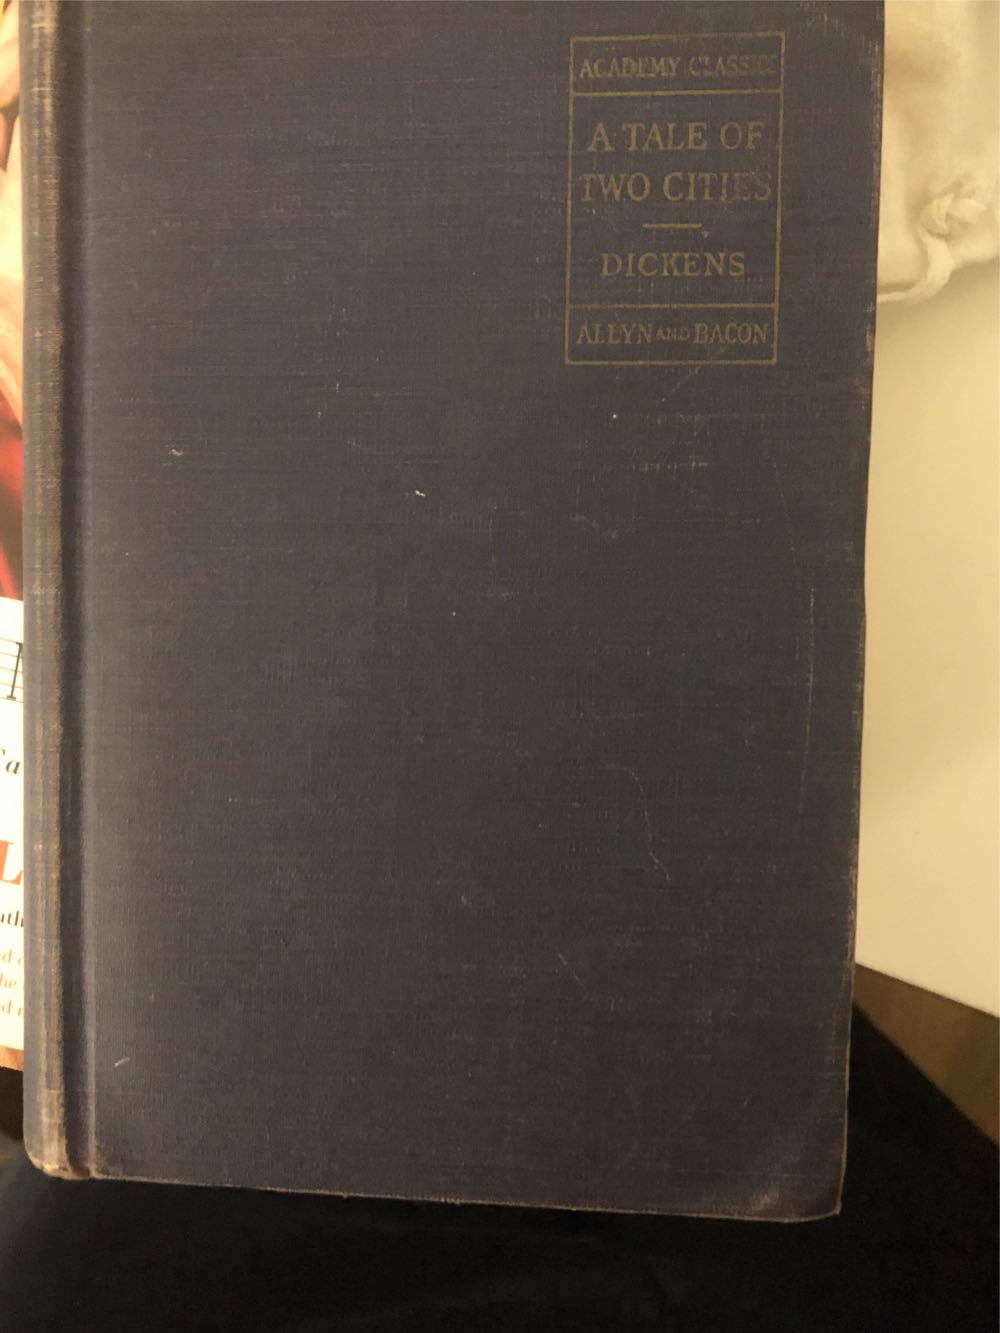 ACADEMY CLASSICS
A TALE OF
TWO CITIES
DICKENS
ALLYN AND BACON
L